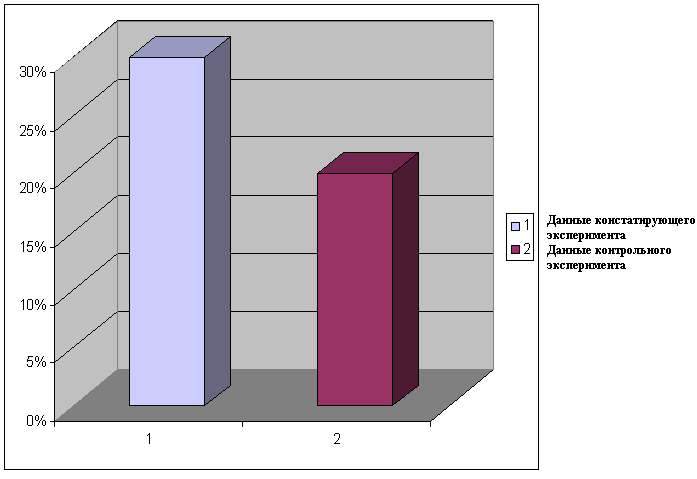 30%
25%
20%
15%
10%
5%
0%
1
2
1 Данные констатирующего
эксперимента
2 Данные контрольного
эксперимента